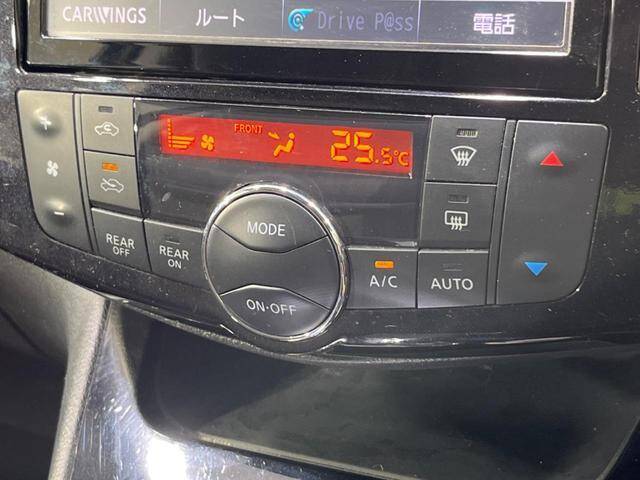 CARWINGS
ルート
Drive P@ss
電話
FRONT
25.5°C
+
-
REAR OFF
REAR ON
MODE
ON·OFF
A/C
AUTO